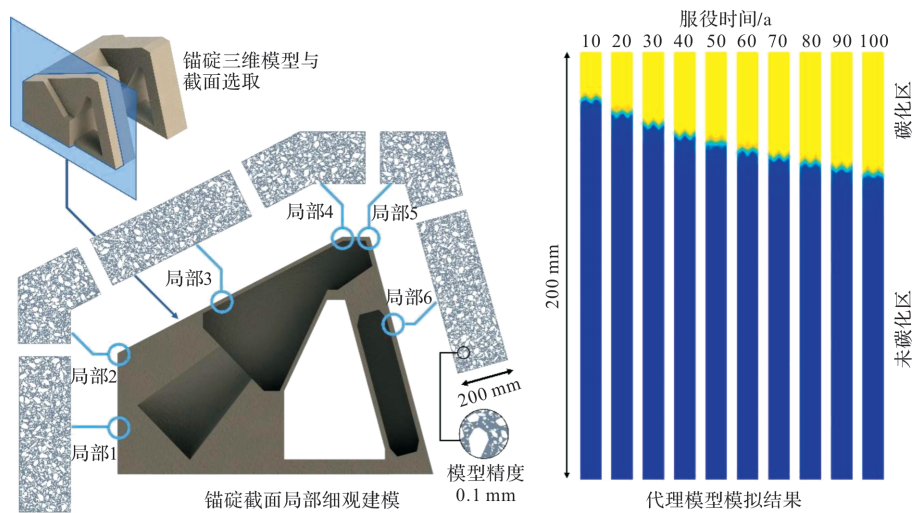 锚碇三维模型与
截面选取
局部4
局部5
局部3
局部6
局部2
局部1
200 mm
模型精度
0.1 mm
锚碇截面局部细观建模
服役时间/a
10 20 30 40 50 60 70 80 90 100
200 mm
碳化区
未碳化区
代理模型模拟结果